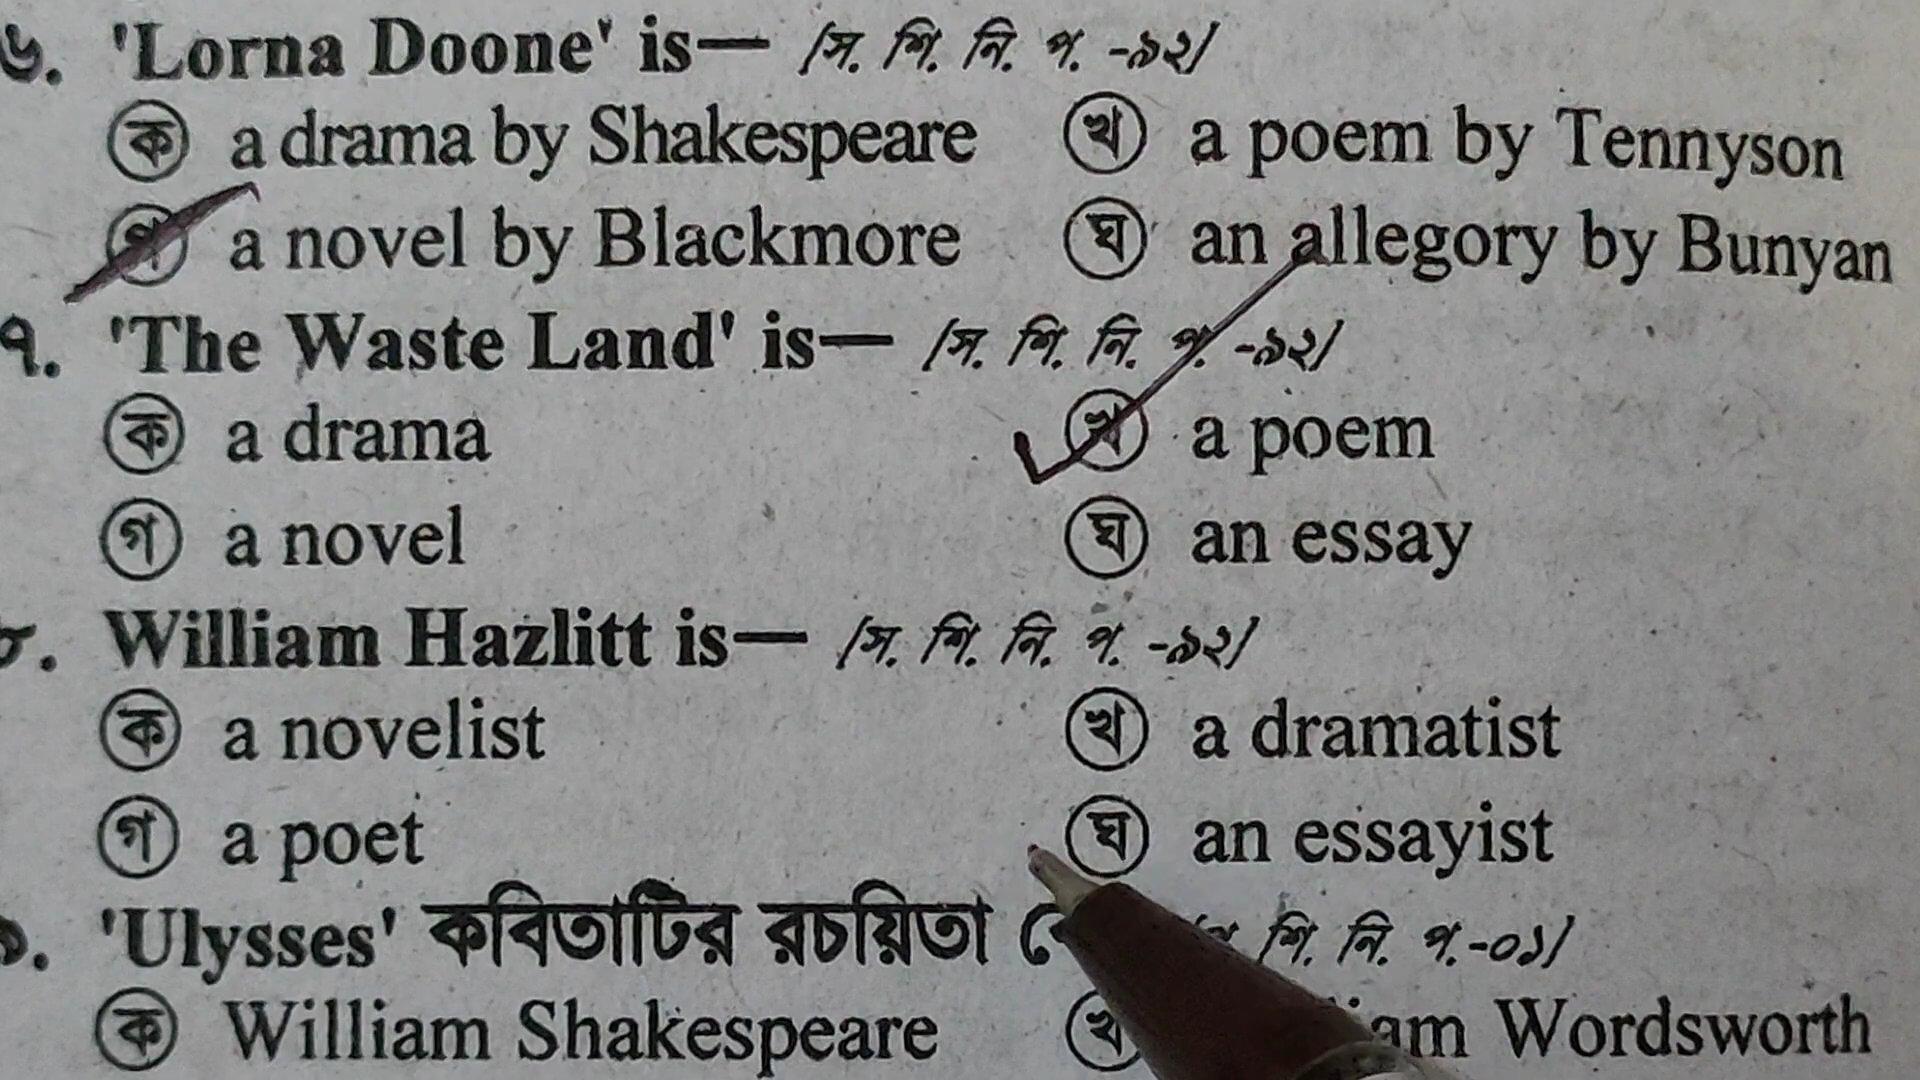 ৬. 'Lorna Doone' is— [স. শি. নি. প. -৯২]
ক a drama by Shakespeare খ a poem by Tennyson
গ a novel by Blackmore ঘ an allegory by Bunyan
৭. 'The Waste Land' is— [স. শি. নি. প. -৯২]
ক a drama খ a poem
গ a novel ঘ an essay
৮. William Hazlitt is— [স. শি. নি. প. -৯২]
ক a novelist খ a dramatist
গ a poet ঘ an essayist
৯. 'Ulysses' কবিতাটির রচয়িতা শি. নি. প.-০১]
ক William Shakespeare খ Wordsworth